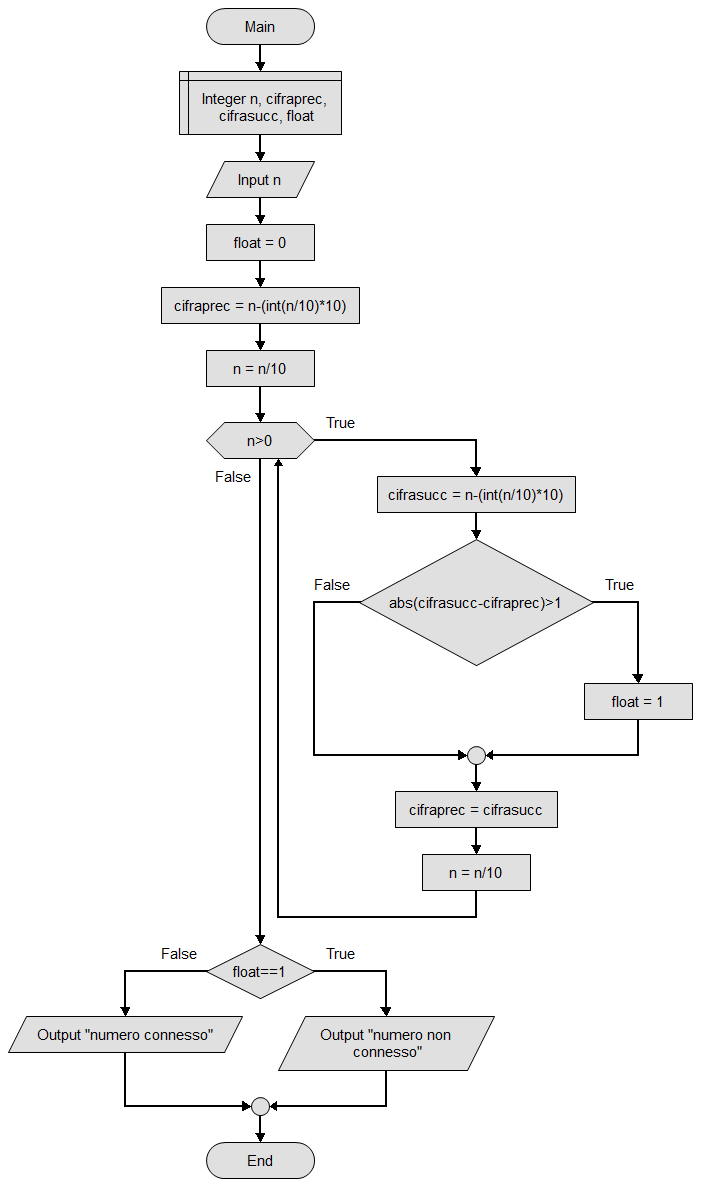 Main
Integer n, cifraprec,
cifrasucc, float
Input n
float = 0
cifraprec = n-(int(n/10)*10)
n = n/10
n>0
True
False
cifrasucc = n-(int(n/10)*10)
abs(cifrasucc-cifraprec)>1
False
True
float = 1
cifraprec = cifrasucc
n = n/10
float==1
False
True
Output "numero connesso"
Output "numero non
connesso"
End